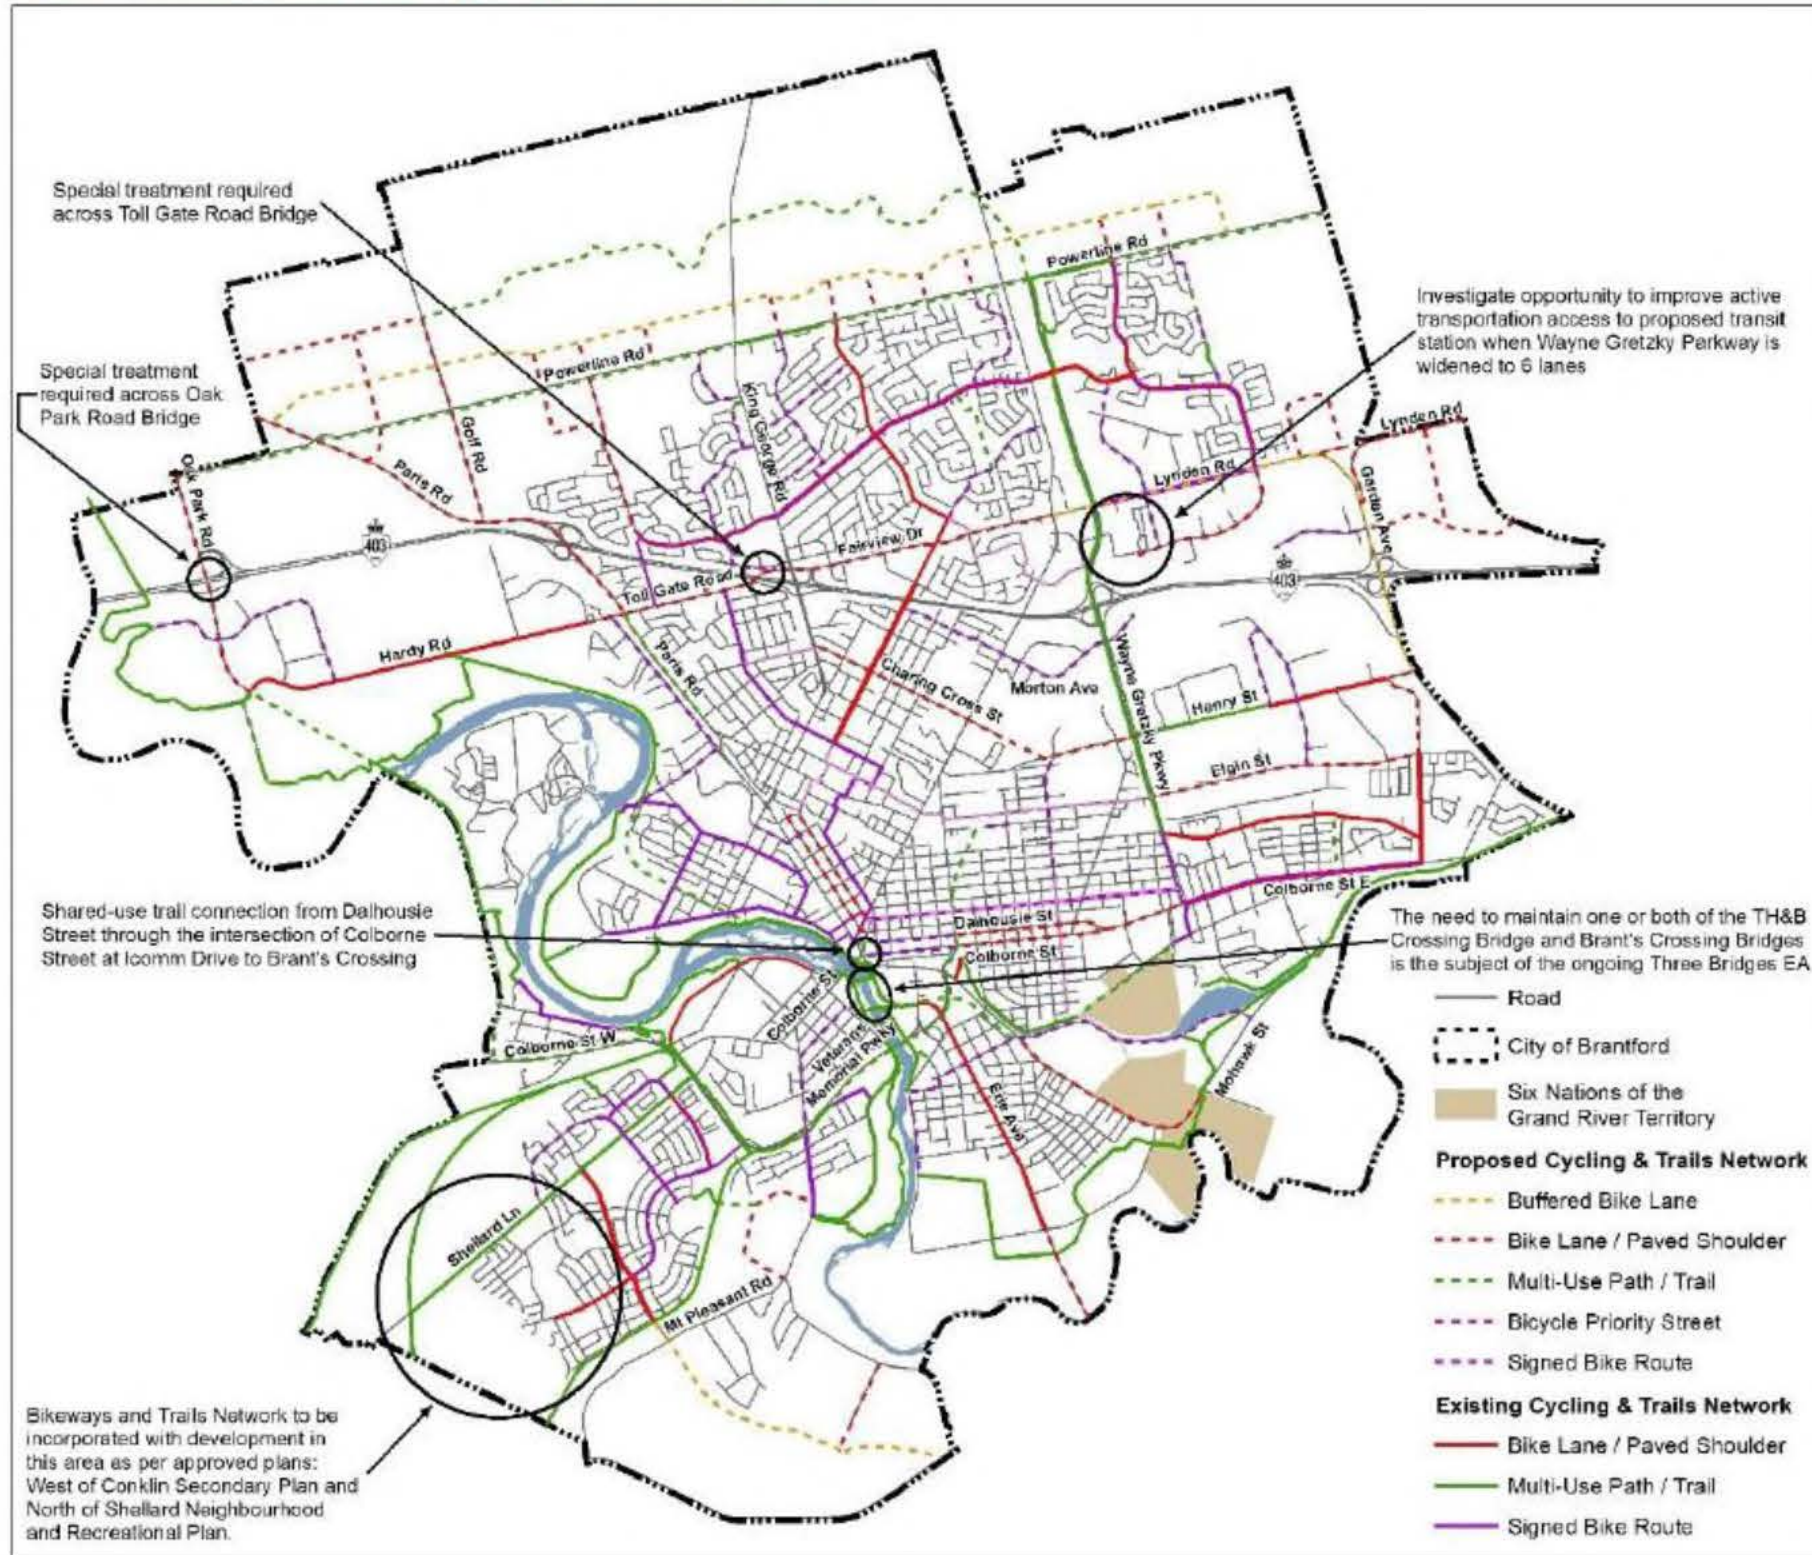 Special treatment required
across Toll Gate Road Bridge
Special treatment
required across Oak
Park Road Bridge
Investigate opportunity to improve active
transportation access to proposed transit
station when Wayne Gretzky Parkway is
widened to 6 lanes
Powerline Rd
Powerline Rd
King George Rd
Golf Rd
Paris Rd
Oak Park Rd
403
Lynden Rd
Lynden Rd
Garden Ave
Fairview Dr
Toll Gate Road
403
Hardy Rd
Paris Rd
Charing Cross St
Morton Ave
Wayne Gretzky Pkwy
Henry St
Elgin St
Colborne St E
Dalhousie St
Colborne St
Shared-use trail connection from Dalhousie
Street through the intersection of Colborne
Street at Icomm Drive to Brant's Crossing
The need to maintain one or both of the TH&B
Crossing Bridge and Brant's Crossing Bridges
is the subject of the ongoing Three Bridges EA
Colborne St
Colborne St W
Veterans
Memorial Pwky
Erie Ave
Mohawk St
Shellard Ln
Mt Pleasant Rd
Bikeways and Trails Network to be
incorporated with development in
this area as per approved plans:
West of Conklin Secondary Plan and
North of Shellard Neighbourhood
and Recreational Plan.
Road
City of Brantford
Six Nations of the
Grand River Territory
Proposed Cycling & Trails Network
Buffered Bike Lane
Bike Lane / Paved Shoulder
Multi-Use Path / Trail
Bicycle Priority Street
Signed Bike Route
Existing Cycling & Trails Network
Bike Lane / Paved Shoulder
Multi-Use Path / Trail
Signed Bike Route